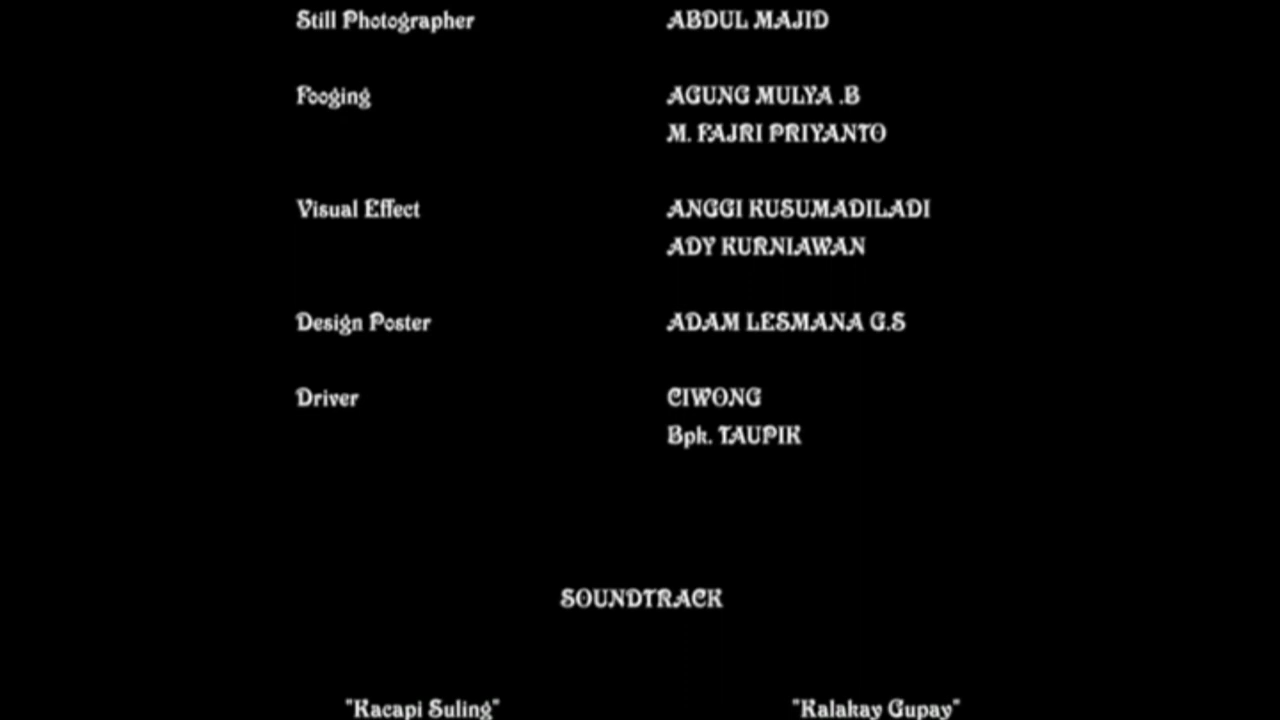 Still Photographer ABDUL MAJID
Fooging AGUNG MULYA .B
M. FAJRI PRIYANTO
Visual Effect ANGGI KUSUMADILADI
ADY KURNIAWAN
Design Poster ADAM LESMANA G.S
Driver CIWONG
Bpk. TAUPIK
SOUNDTRACK
"Kacapi Suling" "Kalakay Gupay"